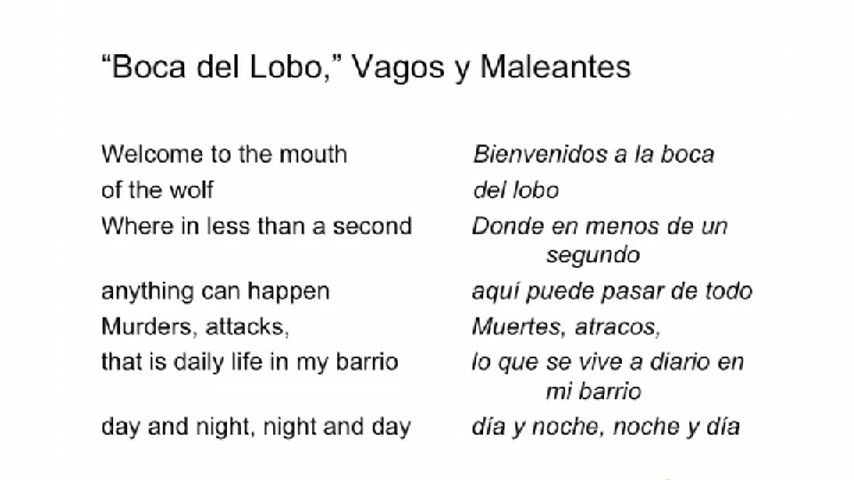 “Boca del Lobo,” Vagos y Maleantes
Welcome to the mouth
of the wolf
Where in less than a second
anything can happen
Murders, attacks,
that is daily life in my barrio
day and night, night and day
Bienvenidos a la boca
del lobo
Donde en menos de un
segundo
aquí puede pasar de todo
Muertes, atracos,
lo que se vive a diario en
mi barrio
día y noche, noche y día